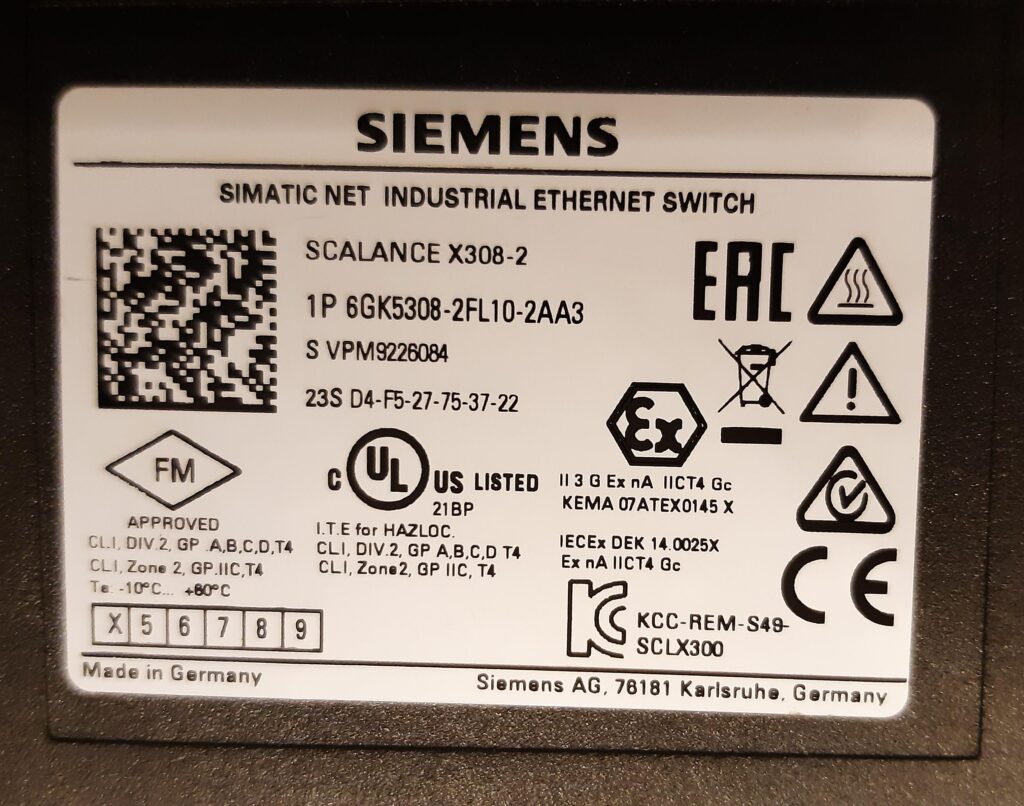 SIEMENS
SIMATIC NET INDUSTRIAL ETHERNET SWITCH
SCALANCE X308-2
1P 6GK5308-2FL10-2AA3
S VPM9226084
23S D4-F5-27-75-37-22
EAC
Ex
II 3 G Ex nA IICT4 Gc
KEMA 07ATEX0145 X
IECEx DEK 14.0025X
Ex nA IICT4 Gc
FM
APPROVED
CL.I, DIV.2, GP .A,B,C,D,T4
CL.I, Zone 2, GP.IIC,T4
Ta. -10°C... +60°C
C UL US LISTED
21BP
I.T.E for HAZLOC.
CL.I, DIV.2, GP A,B,C,D T4
CL.I, Zone2, GP IIC, T4
CE
KCC-REM-S49-
SCLX300
X 5 6 7 8 9
Made in Germany
Siemens AG, 76181 Karlsruhe, Germany